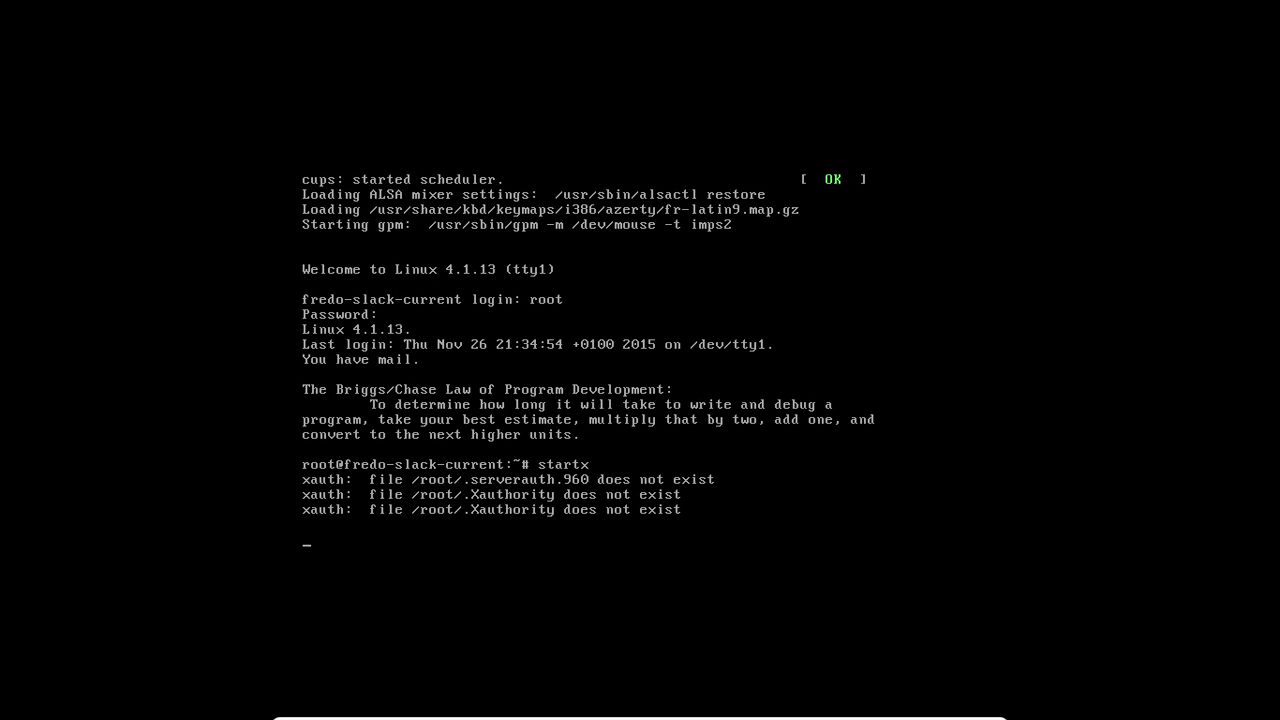 cups: started scheduler. [ OK ]
Loading ALSA mixer settings: /usr/sbin/alsactl restore
Loading /usr/share/kbd/keymaps/i386/azerty/fr-latin9.map.gz
Starting gpm: /usr/sbin/gpm -m /dev/mouse -t imps2
Welcome to Linux 4.1.13 (tty1)
fredo-slack-current login: root
Password:
Linux 4.1.13.
Last login: Thu Nov 26 21:34:54 +0100 2015 on /dev/tty1.
You have mail.
The Briggs/Chase Law of Program Development:
To determine how long it will take to write and debug a
program, take your best estimate, multiply that by two, add one, and
convert to the next higher units.
root@fredo-slack-current:~# startx
xauth: file /root/.serverauth.960 does not exist
xauth: file /root/.Xauthority does not exist
xauth: file /root/.Xauthority does not exist